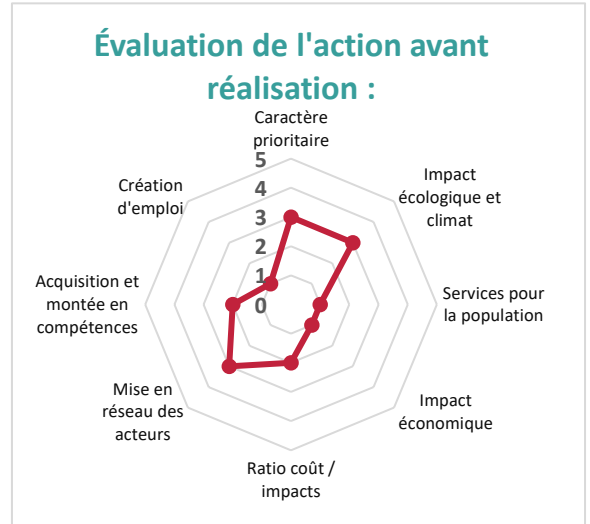 Évaluation de l'action avant
réalisation :
Caractère
prioritaire
Impact
écologique et
climat
Services pour
la population
Impact
économique
Ratio coût /
impacts
Mise en
réseau des
acteurs
Acquisition et
montée en
compétences
Création
d'emploi
5
4
3
2
1
0